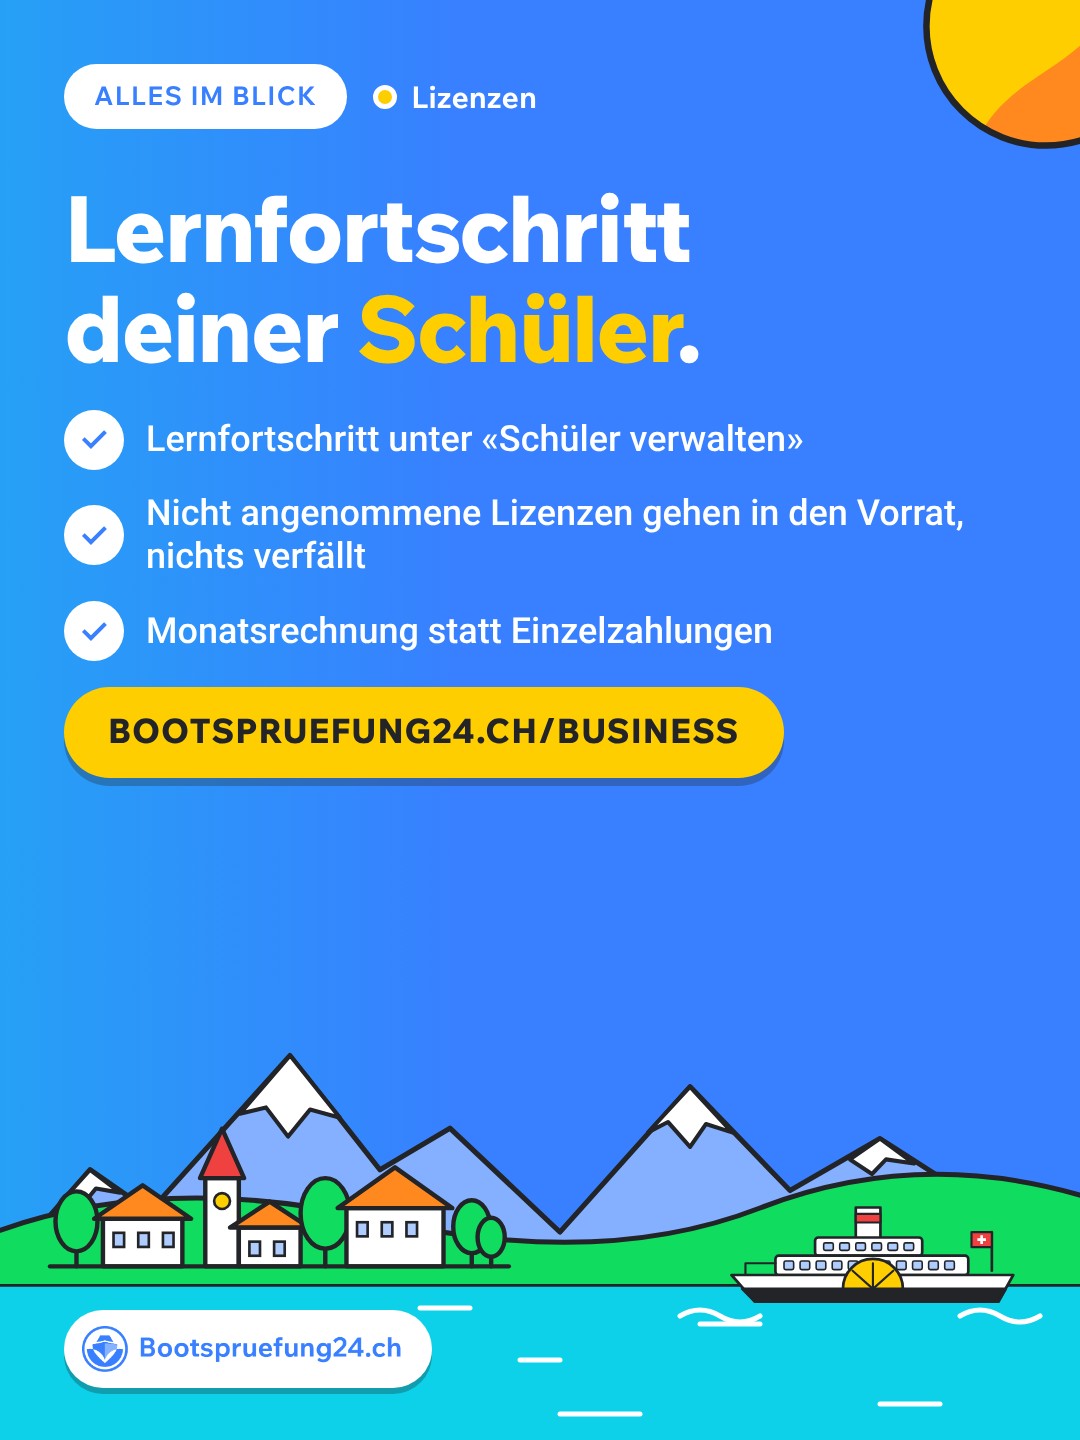 ALLES IM BLICK
Lizenzen
Lernfortschritt
deiner Schüler.
Lernfortschritt unter «Schüler verwalten»
Nicht angenommene Lizenzen gehen in den Vorrat,
nichts verfällt
Monatsrechnung statt Einzelzahlungen
BOOTSPRUEFUNG24.CH/BUSINESS
Bootspruefung24.ch